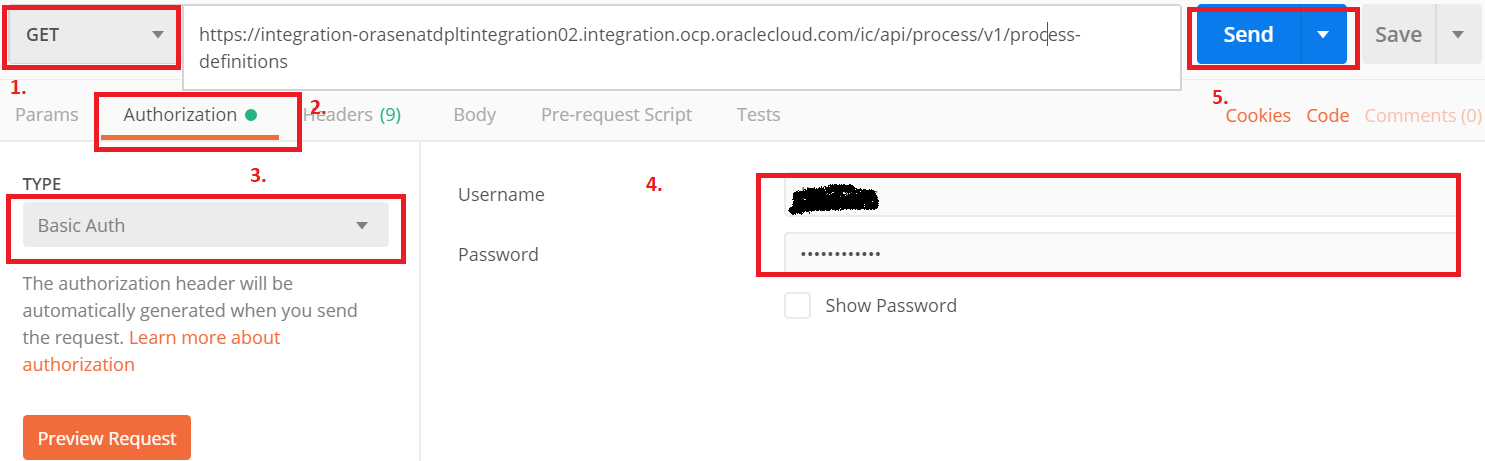 GET
https://integration-orasenatdpltintegration02.integration.ocp.oraclecloud.com/ic/api/process/v1/process-
definitions
Send
Save
1.
Params
Authorization
2.
Headers (9)
Body
Pre-request Script
Tests
5.
Cookies
Code
Comments (0)
TYPE
3.
Basic Auth
The authorization header will be
automatically generated when you send
the request. Learn more about
authorization
Preview Request
4.
Username
Password
••••••••••••
Show Password